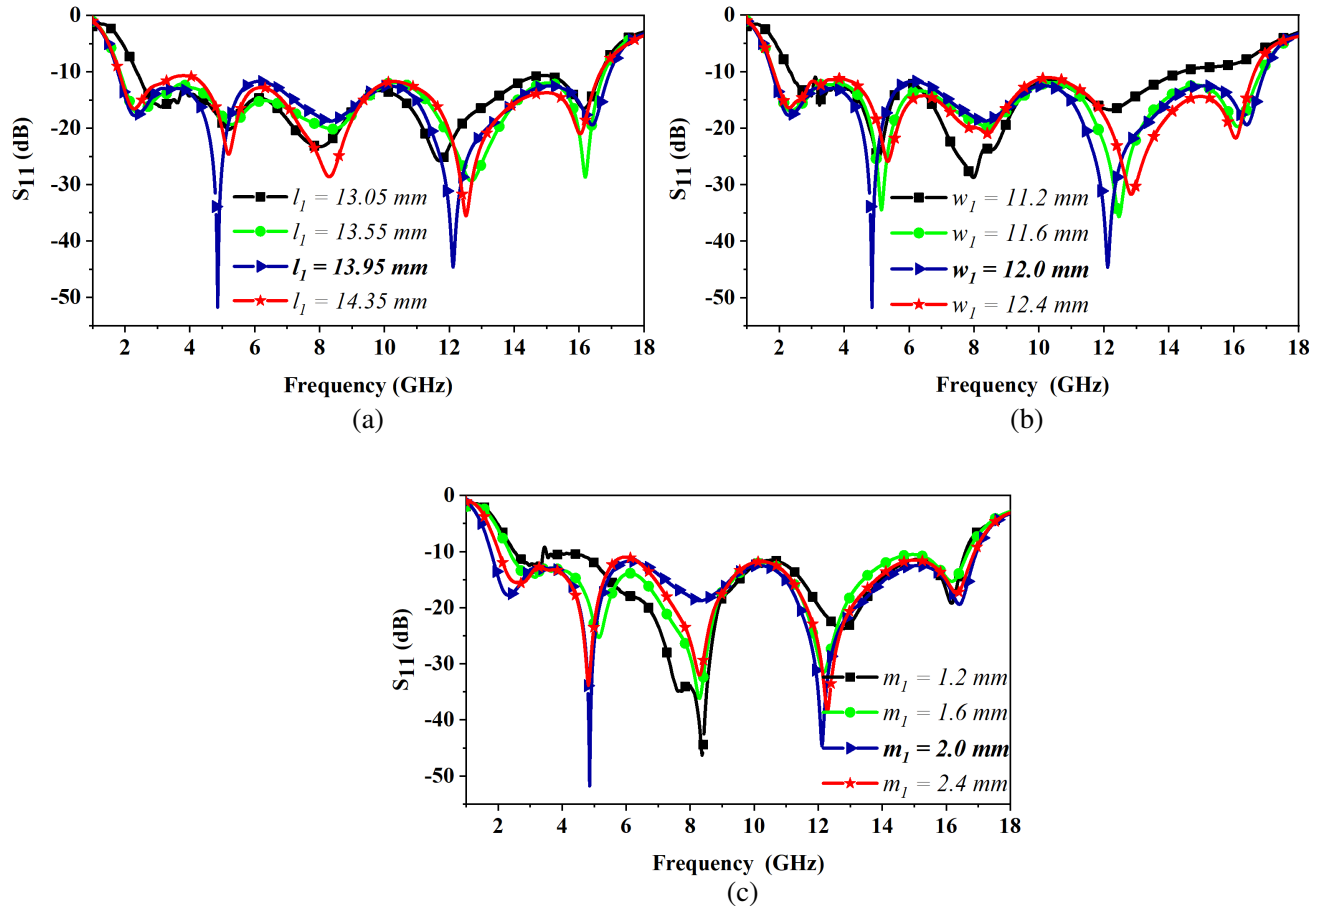 0
-10
-20
-30
-40
-50
S11 (dB)
l1 = 13.05 mm
l1 = 13.55 mm
l1 = 13.95 mm
l1 = 14.35 mm
2 4 6 8 10 12 14 16 18
Frequency (GHz)
(a)
0
-10
-20
-30
-40
-50
S11 (dB)
w1 = 11.2 mm
w1 = 11.6 mm
w1 = 12.0 mm
w1 = 12.4 mm
2 4 6 8 10 12 14 16 18
Frequency (GHz)
(b)
0
-10
-20
-30
-40
-50
S11 (dB)
m1 = 1.2 mm
m1 = 1.6 mm
m1 = 2.0 mm
m1 = 2.4 mm
2 4 6 8 10 12 14 16 18
Frequency (GHz)
(c)